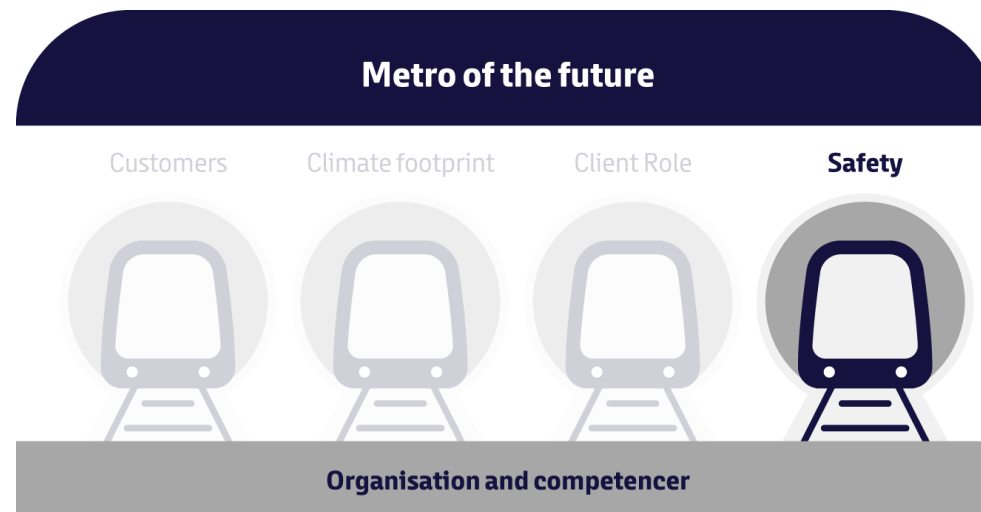 Metro of the future
Customers
Climate footprint
Client Role
Safety
Organisation and competencer